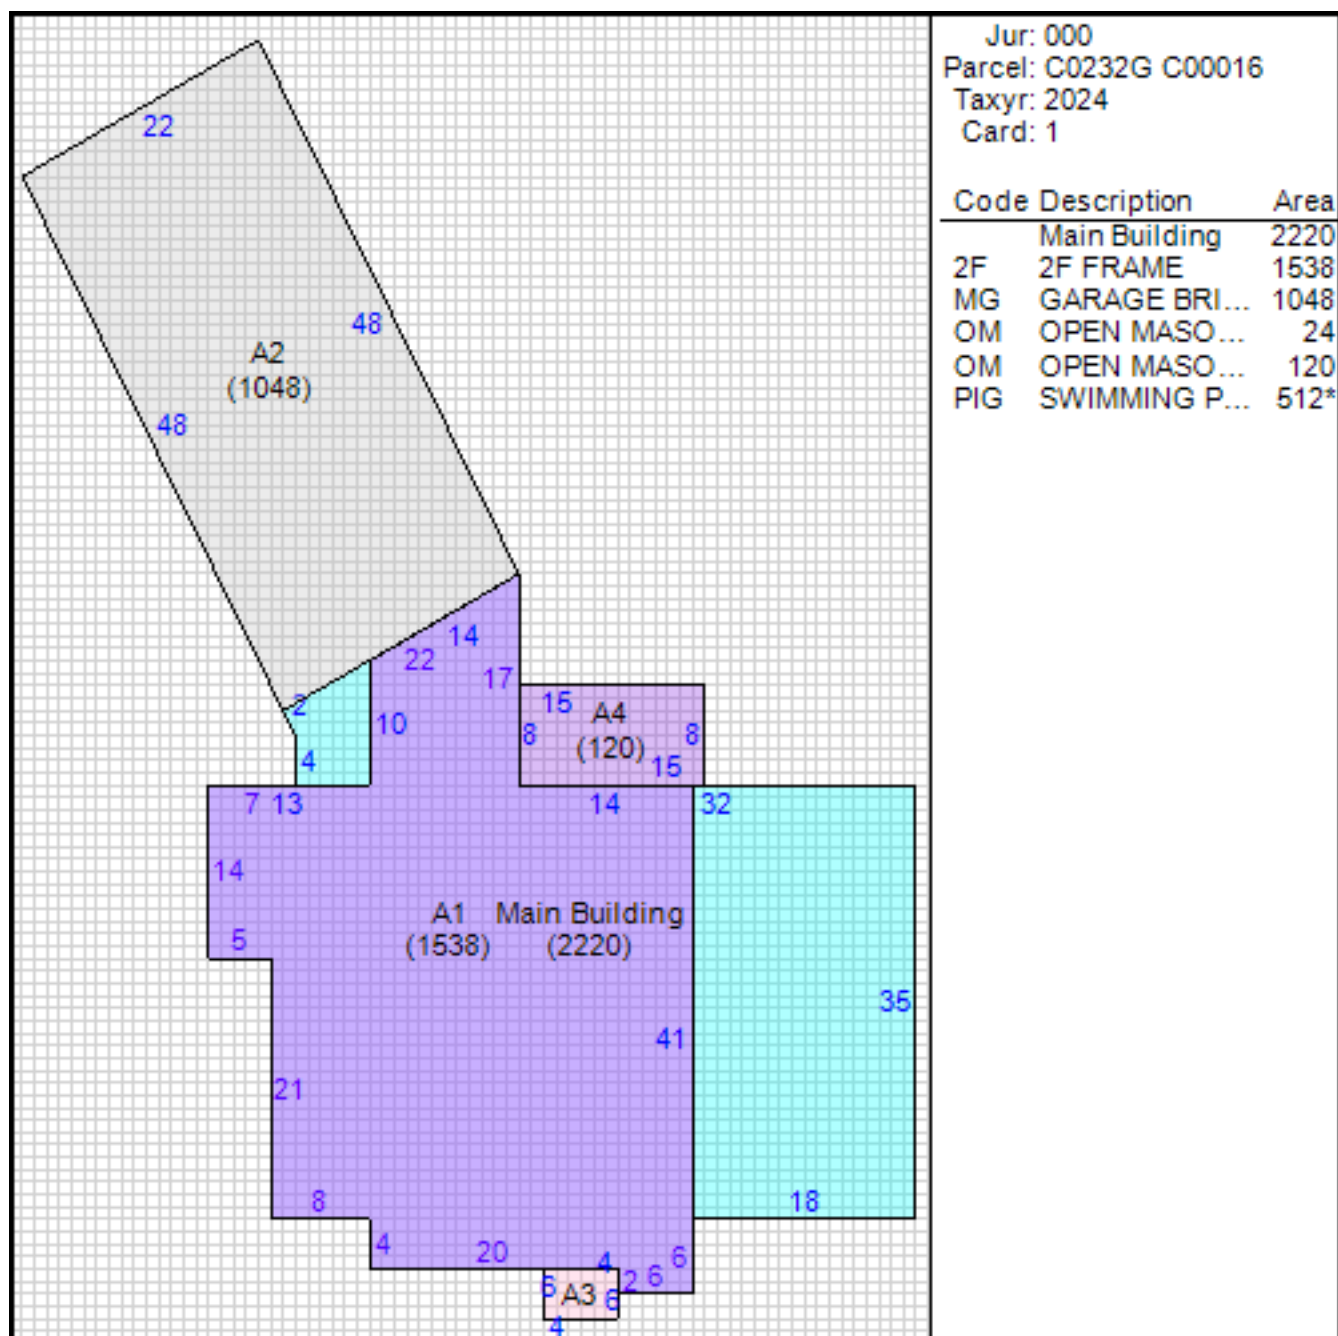 Jur: 000
Parcel: C0232G C00016
Taxyr: 2024
Card: 1
Code Description Area
Main Building 2220
2F 2F FRAME 1538
MG GARAGE BRI... 1048
OM OPEN MASO... 24
OM OPEN MASO... 120
PIG SWIMMING P... 512*
22
48
A2
(1048)
48
14
22
17
2
15
A4
10
8
(120)
8
4
15
7 13
14
32
14
A1 Main Building
5
(1538)
(2220)
35
41
21
8
18
4
20
4
6
6
A3
6
2
6
4